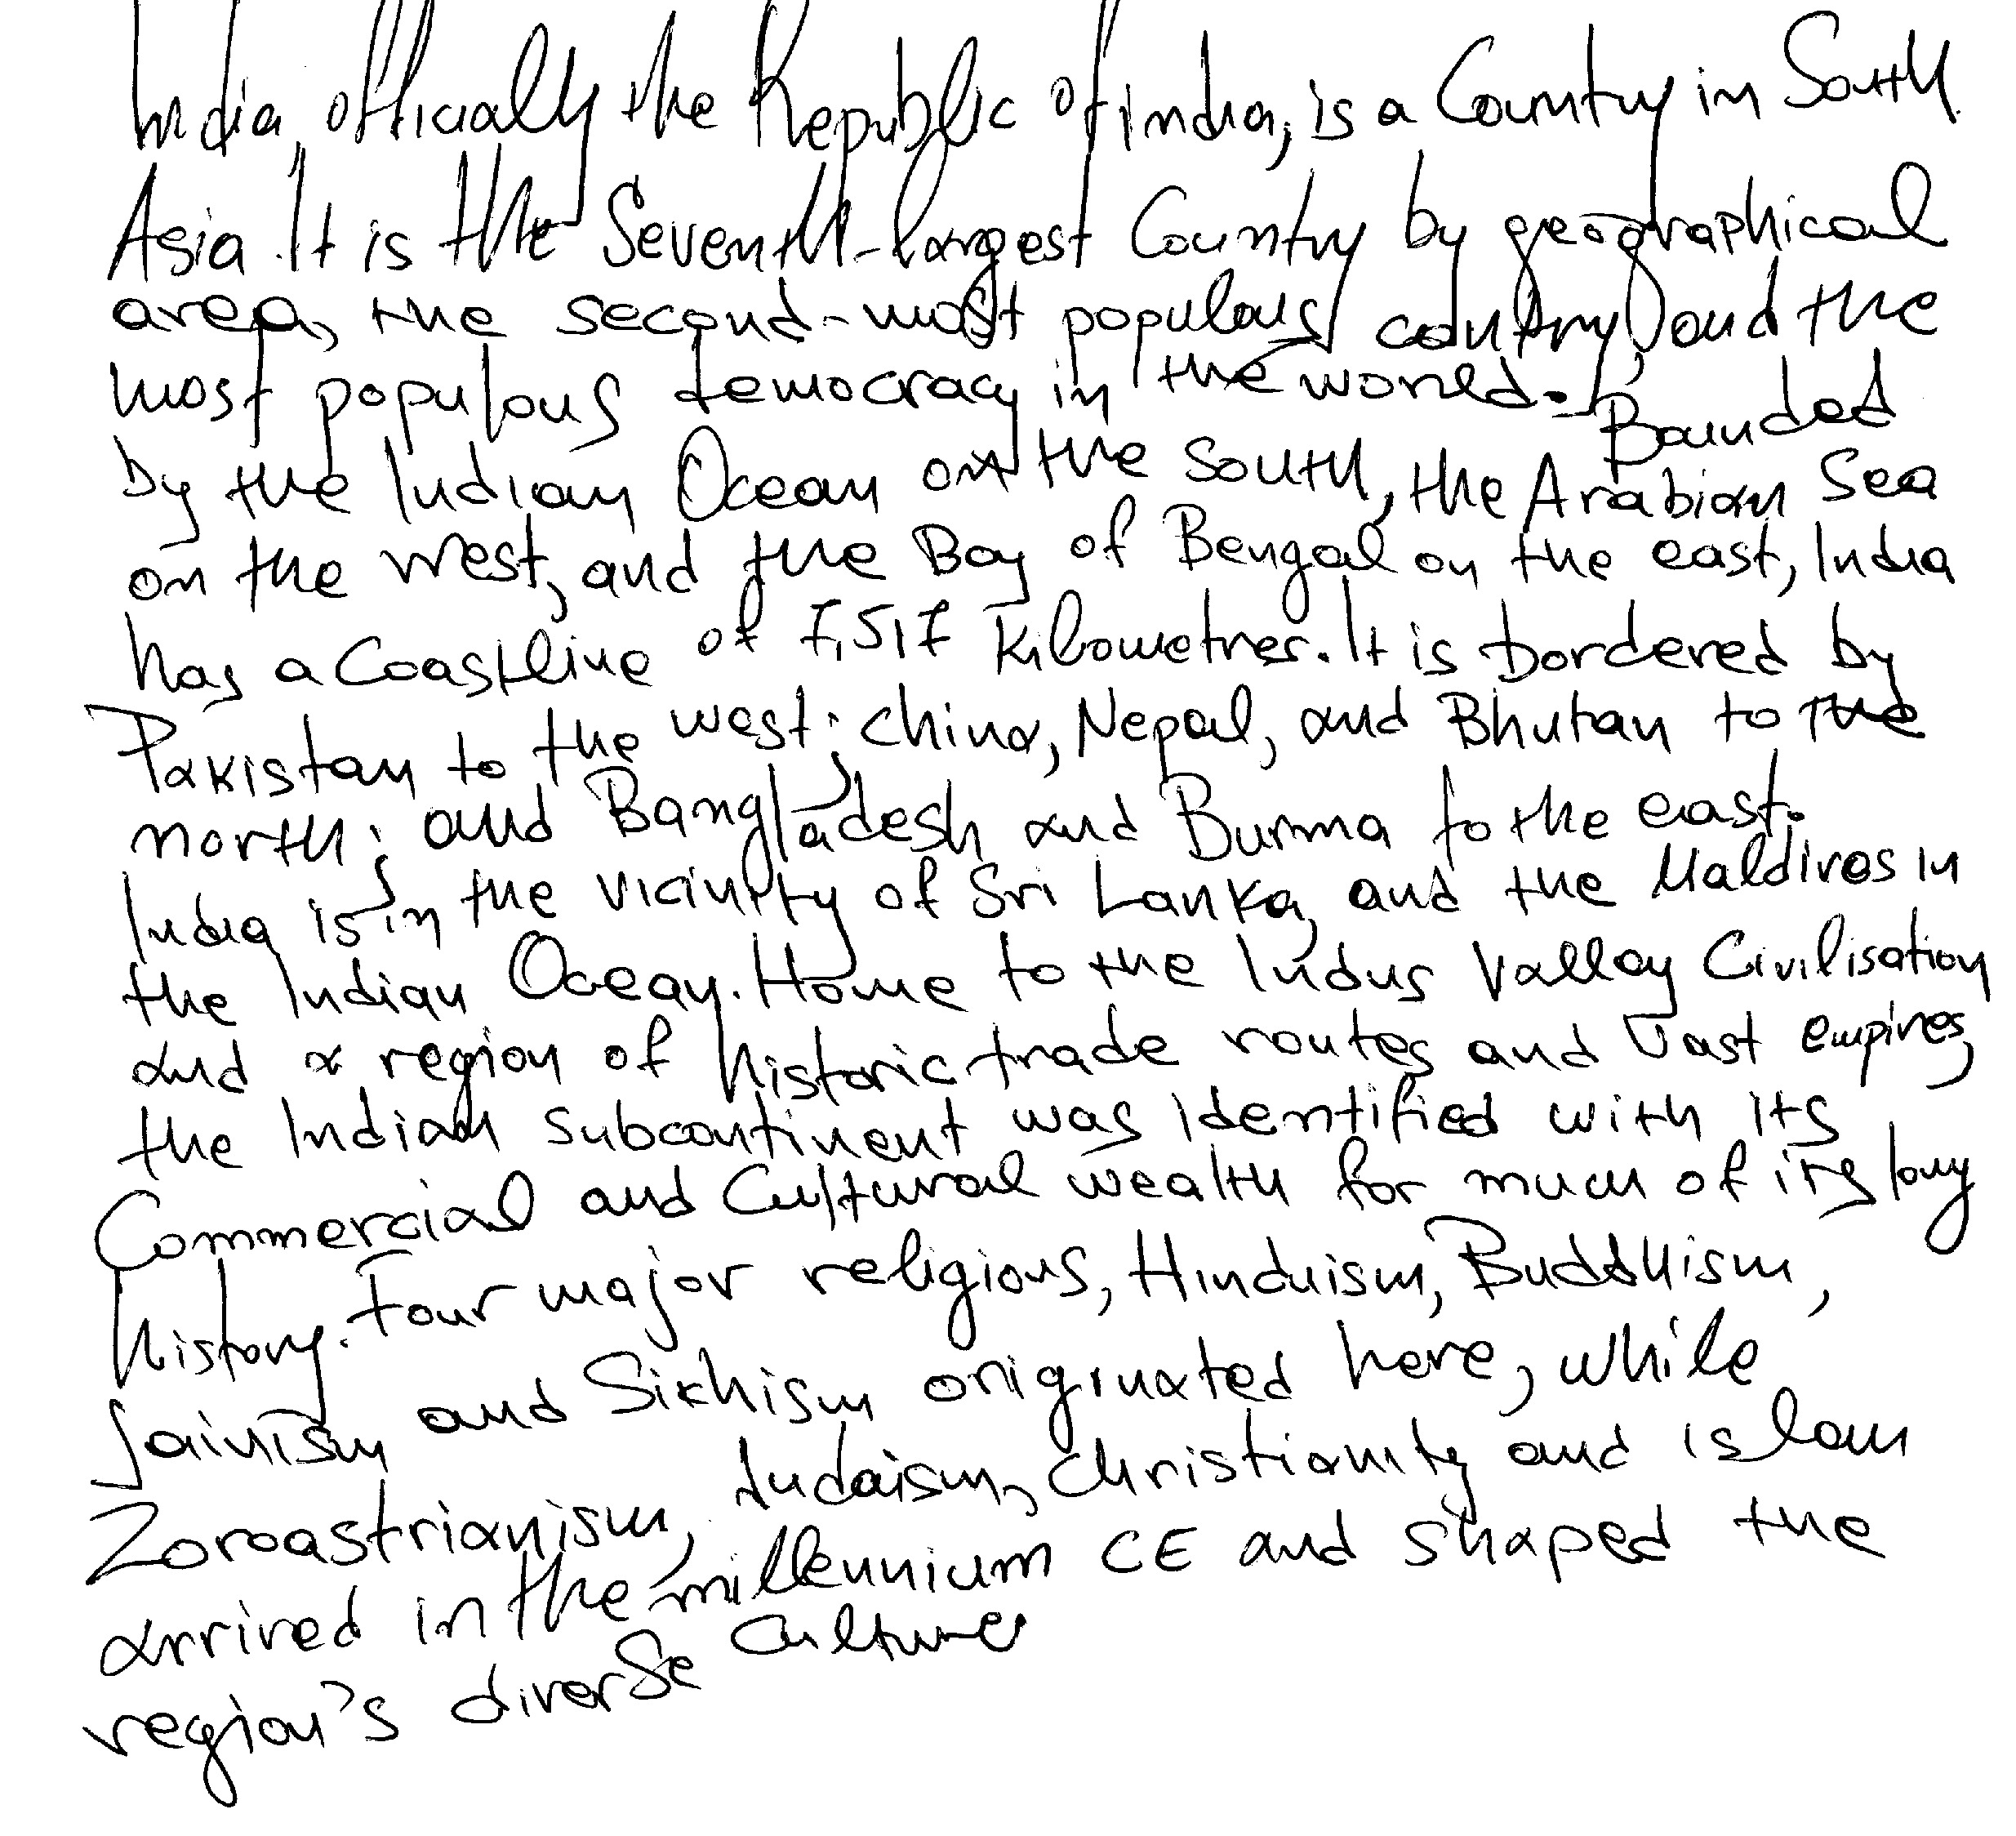 India, officially the Republic of india, is a Country in South
Asia. It is the Seventh-largest Country by geographical
area, the second-most populous country, and the
most populous democracy in the world. Bounded
by the Indian Ocean on the south, the Arabian Sea
on the west, and the Bay of Bengal on the east, India
has a Coastline of 7,517 kilometres. It is bordered by
Pakistan to the west; china, Nepal, and Bhutan to the
north; and Bangladesh and Burma to the east.
India is in the vicinity of Sri Lanka, and the Maldives in
the Indian Ocean. Home to the Indus Valley Civilisation
and a region of historic trade routes and Vast empires,
the Indian subcontinent was identified with its
Commercial and Cultural wealth for much of its long
history. Four major religious, Hinduism, Buddhism,
Jainism and Sikhism originated here, while
Zoroastrianism, Judaism, Christianity and islam
arrived in the millennium CE and shaped the
region's diverse Culture